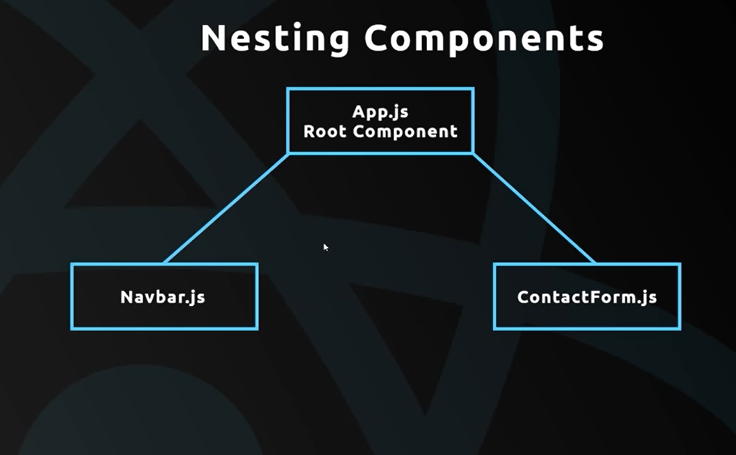 Nesting Components
App.js
Root Component
Navbar.js
ContactForm.js